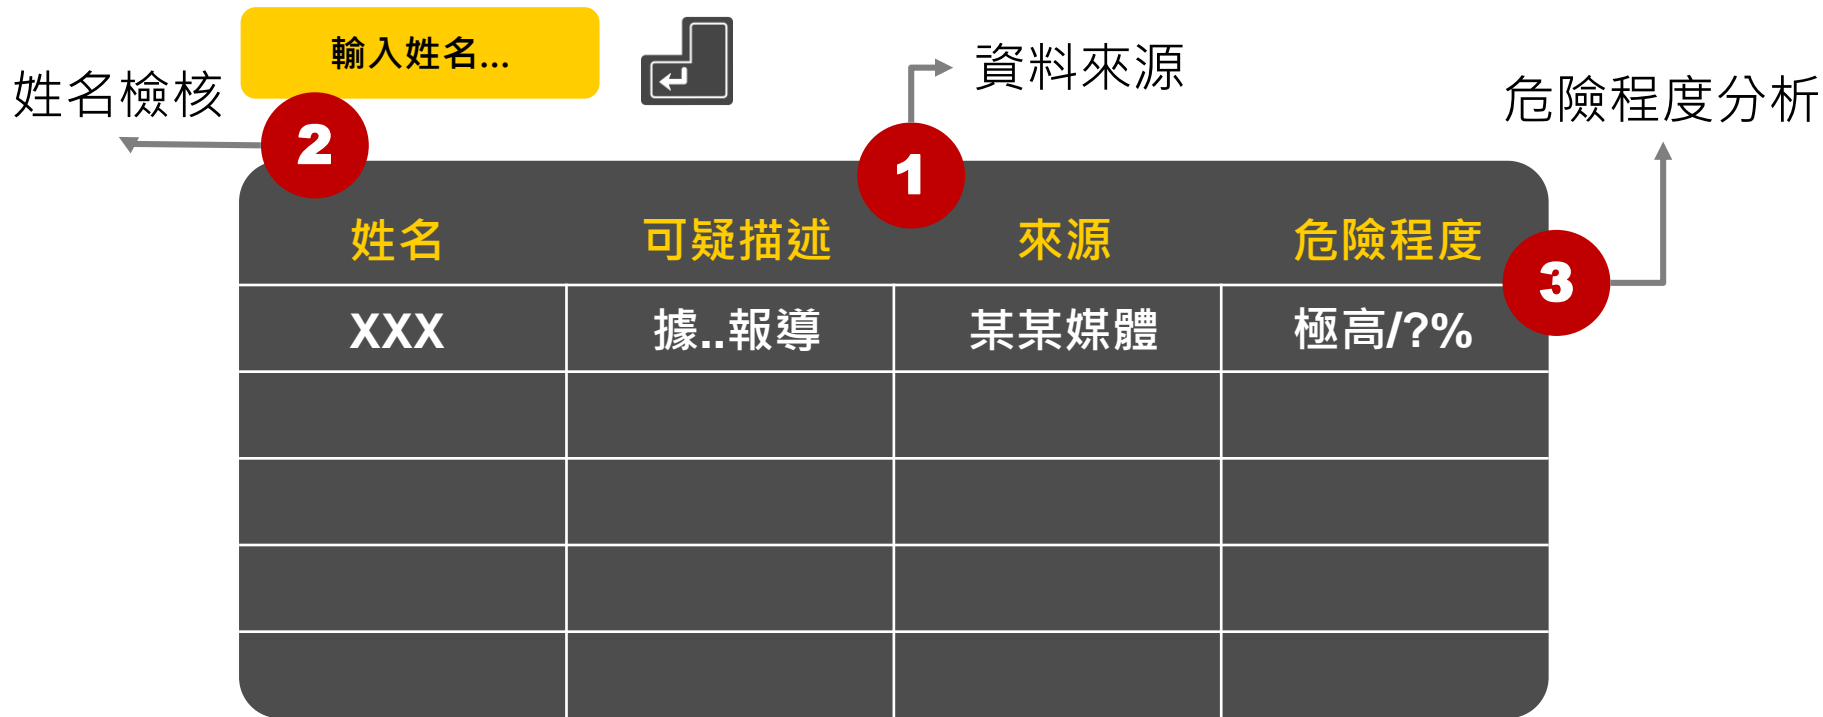 輸入姓名...
資料來源
姓名檢核
危險程度分析
2
1
姓名 可疑描述 來源 危險程度
3
XXX 據..報導 某某媒體 極高/?%